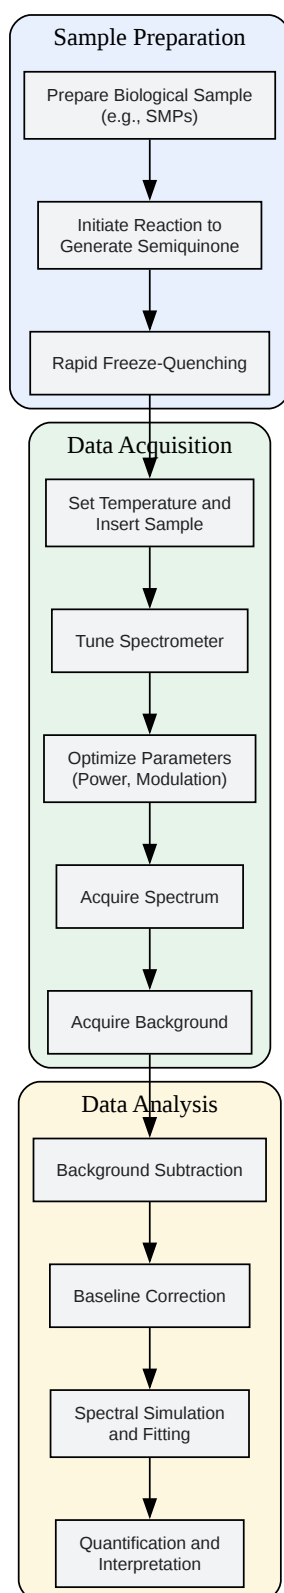 Sample Preparation
Prepare Biological Sample
(e.g., SMPs)
Initiate Reaction to
Generate Semiquinone
Rapid Freeze-Quenching
Data Acquisition
Set Temperature and
Insert Sample
Tune Spectrometer
Optimize Parameters
(Power, Modulation)
Acquire Spectrum
Acquire Background
Data Analysis
Background Subtraction
Baseline Correction
Spectral Simulation
and Fitting
Quantification and
Interpretation